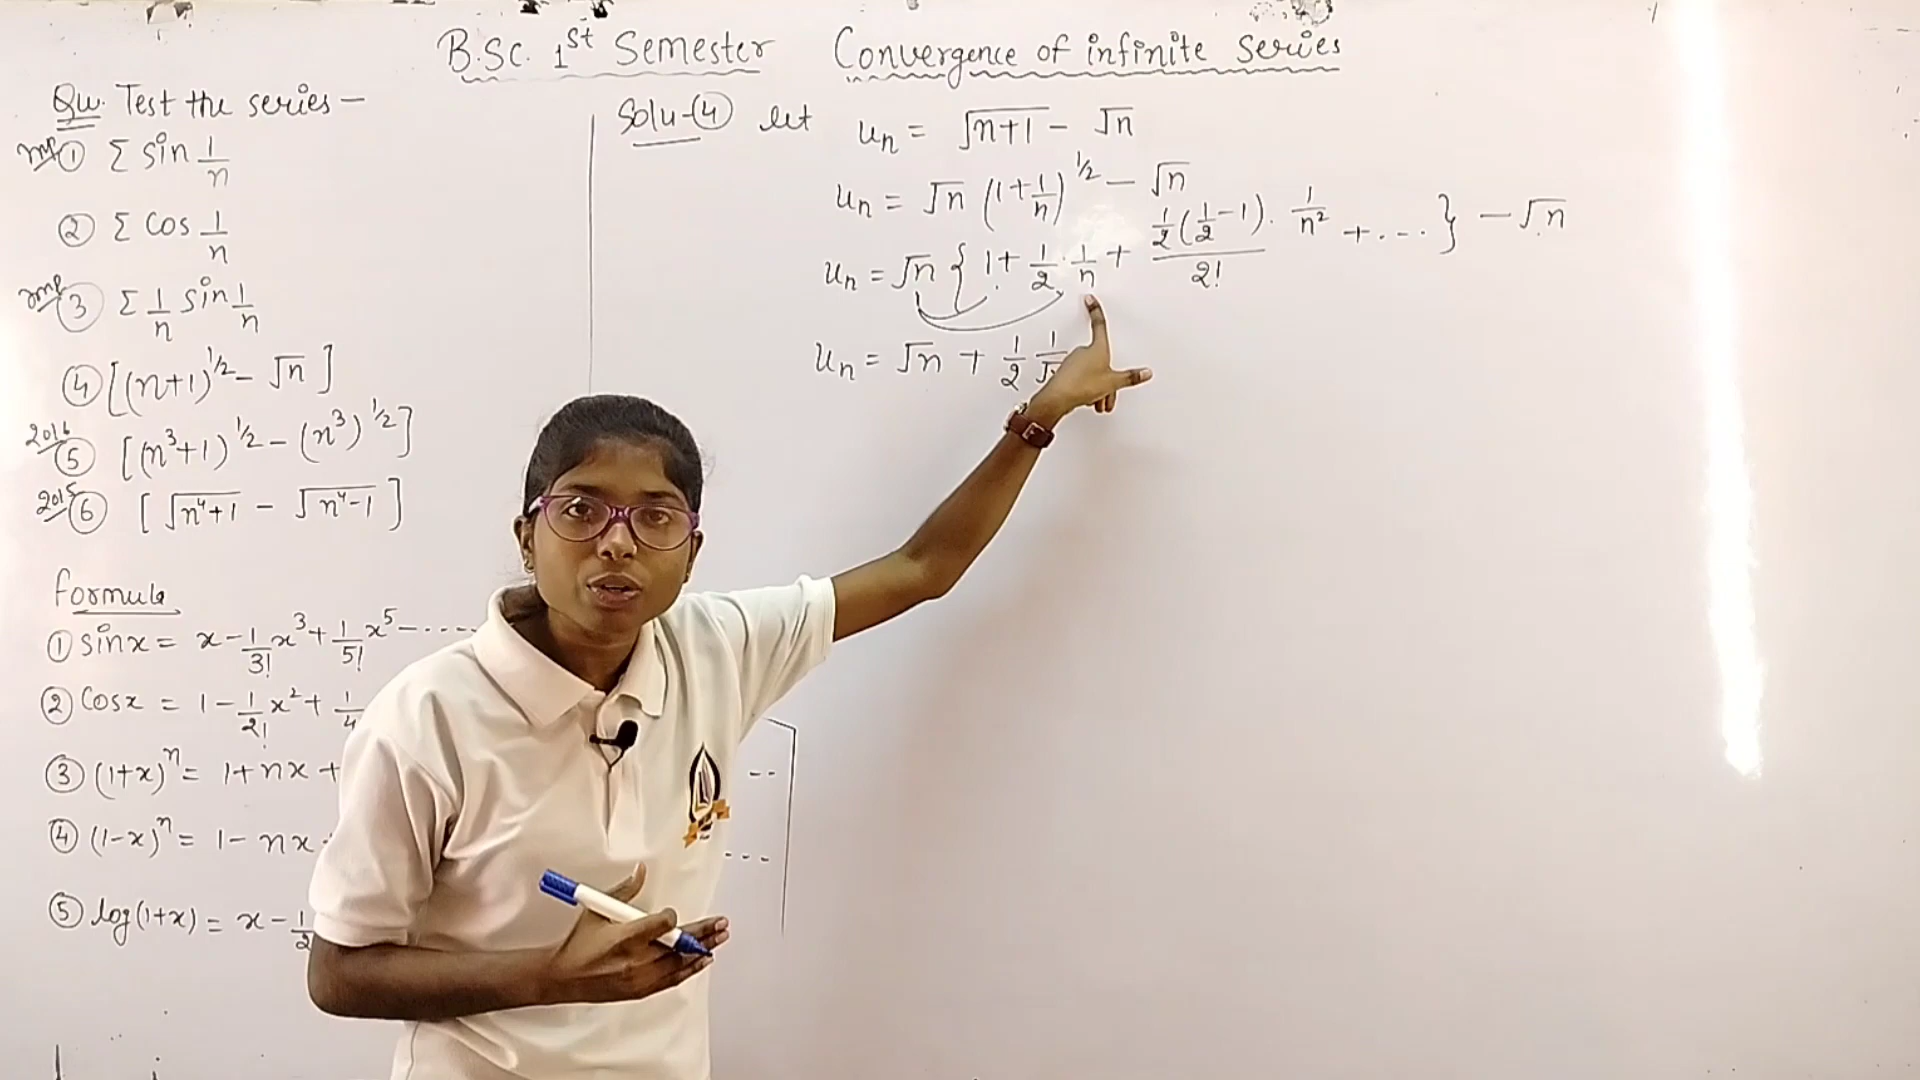 B.Sc. 1st Semester Convergence of infinite series
Qu. Test the series –
Imp ① Σ sin 1/n
② Σ cos 1/n
Imp ③ Σ 1/n sin 1/n
④ [(n+1)^1/2 – √n]
2016 ⑤ [(n³+1)^1/2 – (n³)^1/2]
2015 ⑥ [√(n⁴+1) – √(n⁴-1)]
Formula
① sinx = x – 1/3! x³ + 1/5! x⁵ – ....
② Cosx = 1 – 1/2! x² + 1/4
③ (1+x)ⁿ = 1 + nx + --
④ (1-x)ⁿ = 1 – nx ---
⑤ log(1+x) = x – 1/2
Solu-④ let uₙ = √(n+1) – √n
uₙ = √n (1+1/n)^1/2 – √n
uₙ = √n { 1 + 1/2 · 1/n + 1/2(1/2-1)/2! · 1/n² + .... } – √n
uₙ = √n + 1/2 1/√